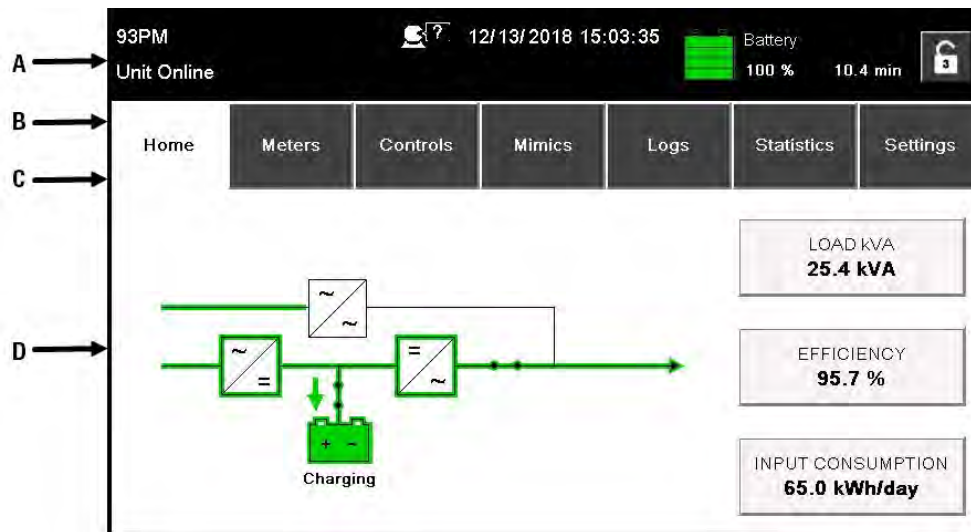 93PM
? 12/13/2018 15:03:35
Battery
Unit Online
100 % 10.4 min
3
A
B
Home Meters Controls Mimics Logs Statistics Settings
C
LOAD kVA
25.4 kVA
~
~
D
~
=
=
~
EFFICIENCY
95.7 %
+ -
Charging
INPUT CONSUMPTION
65.0 kWh/day